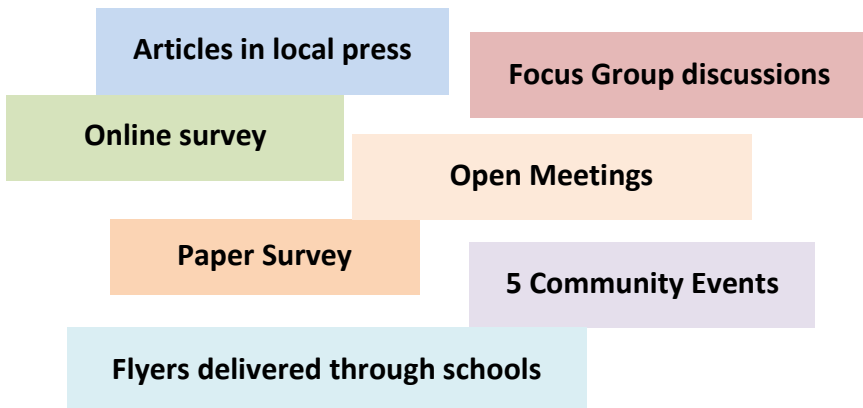 Articles in local press
Focus Group discussions
Online survey
Open Meetings
Paper Survey
5 Community Events
Flyers delivered through schools